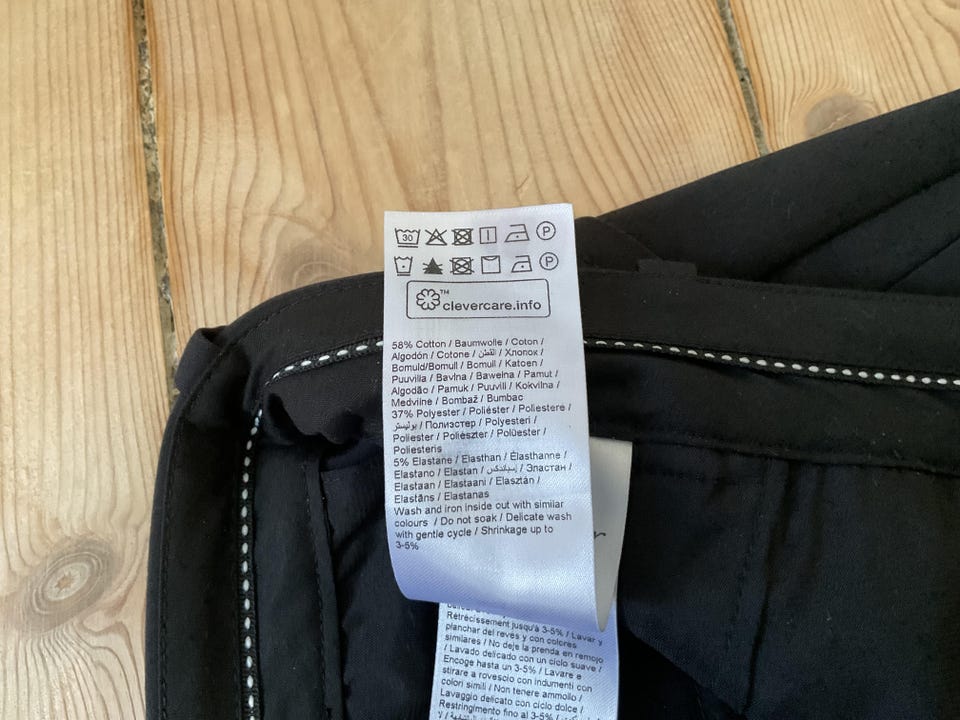 30 P
P
TM
clevercare.info
58% Cotton / Baumwolle / Coton /
Algodón / Cotone / القطن / Хлопок /
Bomuld/Bomull / Bomull / Katoen /
Puuvilla / Bavlna / Bawełna / Pamut /
Algodão / Pamuk / Puuvill / Kokvilna /
Medvilne / Bombaž / Bumbac
37% Polyester / Poliéster / Poliestere /
بوليستر / Полиэстер / Polyesteri /
Poliester / Poliészter / Polüester /
Poliesteris
5% Elastane / Elasthan / Élasthanne /
Elastano / Elastan / إسباندكس / Эластан /
Elastaan / Elastaani / Elasztán /
Elastāns / Elastanas
Wash and iron inside out with similar
colours / Do not soak / Delicate wash
with gentle cycle / Shrinkage up to
3-5%
Rétrécissement jusqu'à 3-5% / Lavar y
planchar del revés y con colores
similares / No deje la prenda en remojo
/ Lavado delicado con un ciclo suave /
Encoge hasta un 3-5% / Lavare e
stirare a rovescio con indumenti con
colori simili / Non tenere ammollo /
Lavaggio delicato con ciclo dolce /
Restringimento fino al 3-5% /